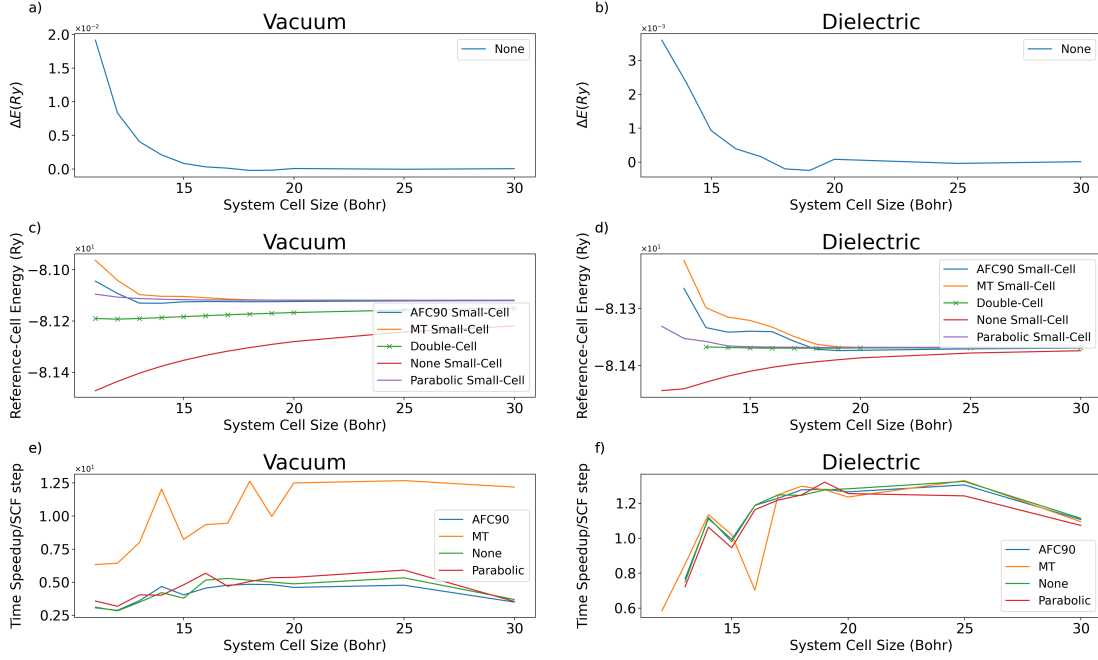 a)
Vacuum
×10⁻²
2.0
1.5
1.0
0.5
0.0
ΔE(Ry)
None
15
20
25
30
System Cell Size (Bohr)
b)
Dielectric
×10⁻³
3
2
1
0
ΔE(Ry)
None
15
20
25
30
System Cell Size (Bohr)
c)
Vacuum
×10¹
−8.10
−8.12
−8.14
Reference-Cell Energy (Ry)
AFC90 Small-Cell
MT Small-Cell
Double-Cell
None Small-Cell
Parabolic Small-Cell
15
20
25
30
System Cell Size (Bohr)
d)
Dielectric
×10¹
−8.13
−8.14
Reference-Cell Energy (Ry)
AFC90 Small-Cell
MT Small-Cell
Double-Cell
None Small-Cell
Parabolic Small-Cell
15
20
25
30
System Cell Size (Bohr)
e)
Vacuum
×10¹
1.25
1.00
0.75
0.50
0.25
Time Speedup/SCF step
AFC90
MT
None
Parabolic
15
20
25
30
System Cell Size (Bohr)
f)
Dielectric
1.2
1.0
0.8
0.6
Time Speedup/SCF step
AFC90
MT
None
Parabolic
15
20
25
30
System Cell Size (Bohr)